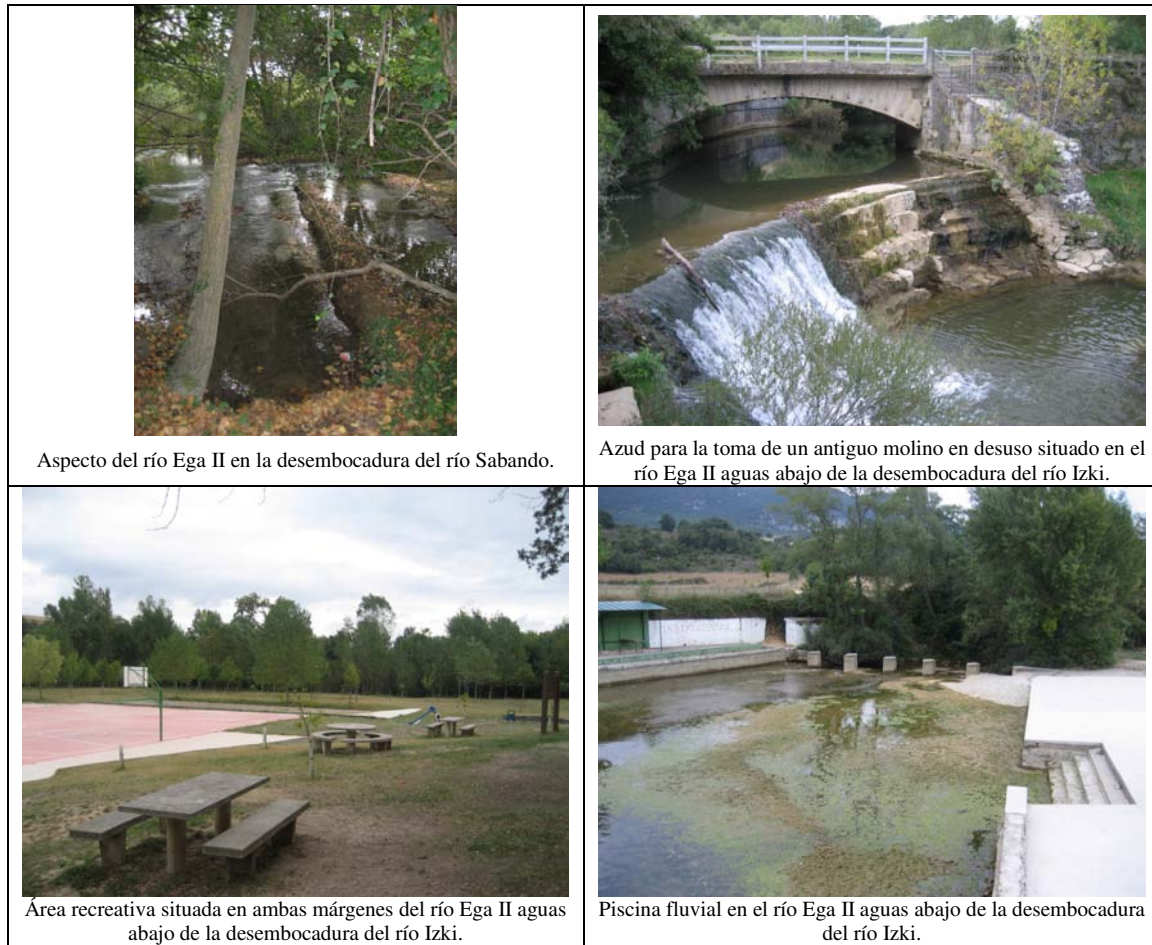 Aspecto del río Ega II en la desembocadura del río Sabando.
Azud para la toma de un antiguo molino en desuso situado en el
río Ega II aguas abajo de la desembocadura del río Izki.
Área recreativa situada en ambas márgenes del río Ega II aguas
abajo de la desembocadura del río Izki.
Piscina fluvial en el río Ega II aguas abajo de la desembocadura
del río Izki.